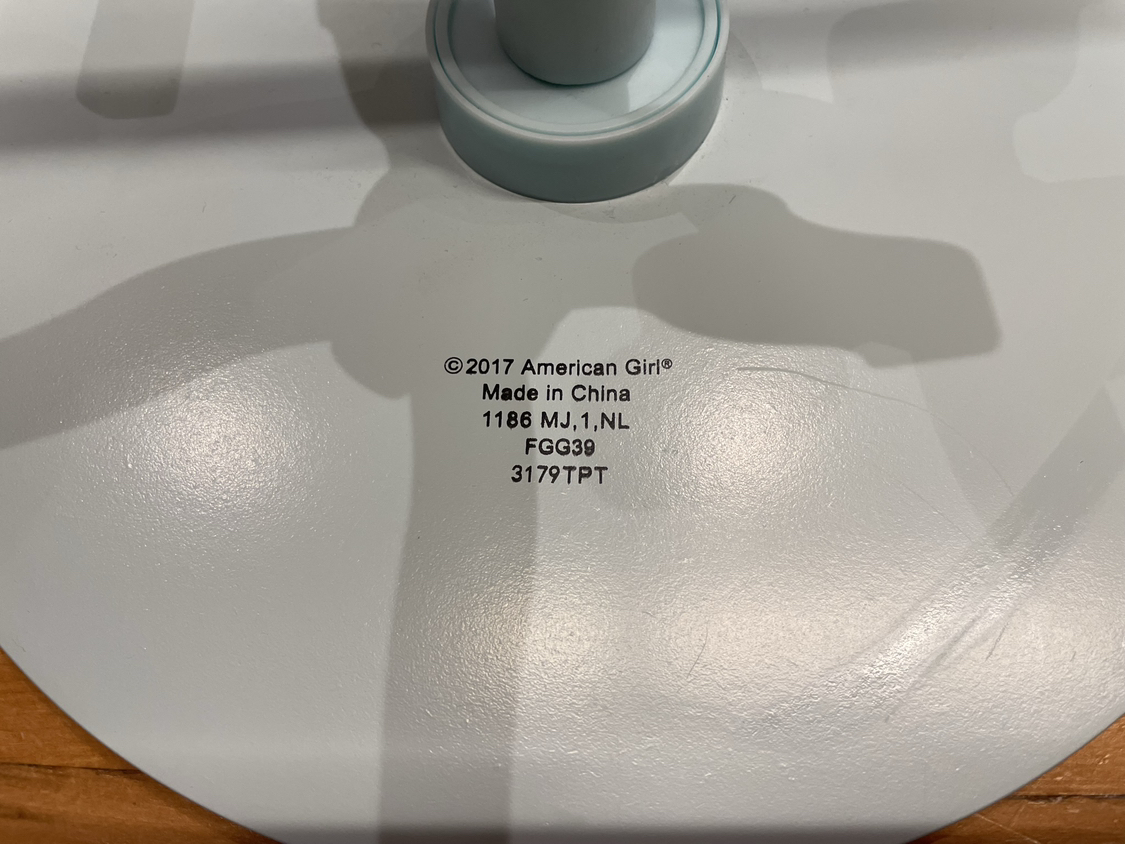 ©2017 American Girl®
Made in China
1186 MJ,1,NL
FGG39
3179TPT